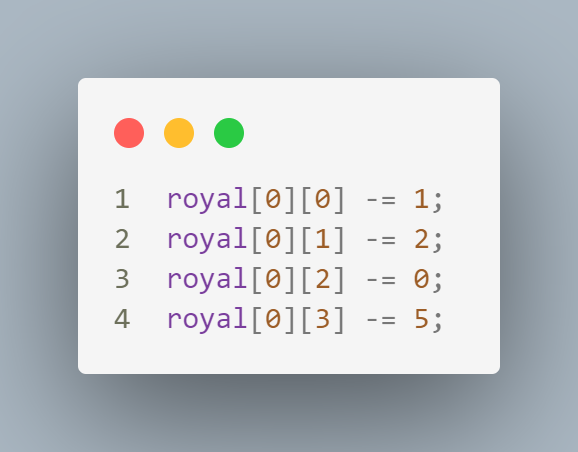 1 royal[0][0] -= 1;
2 royal[0][1] -= 2;
3 royal[0][2] -= 0;
4 royal[0][3] -= 5;